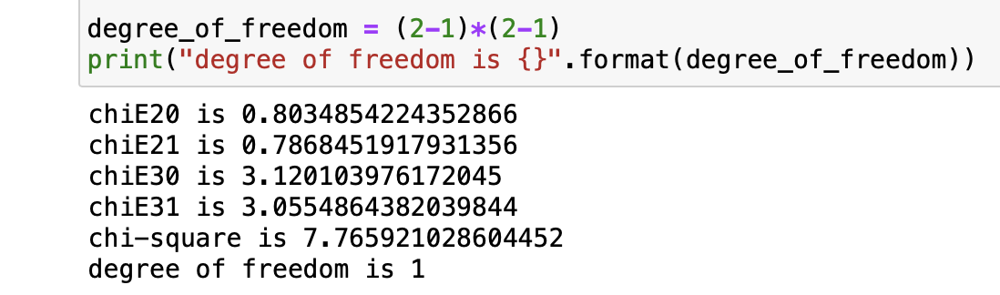 degree_of_freedom = (2-1)*(2-1)
print("degree of freedom is {}".format(degree_of_freedom))
chiE20 is 0.8034854224352866
chiE21 is 0.7868451917931356
chiE30 is 3.120103976172045
chiE31 is 3.0554864382039844
chi-square is 7.765921028604452
degree of freedom is 1